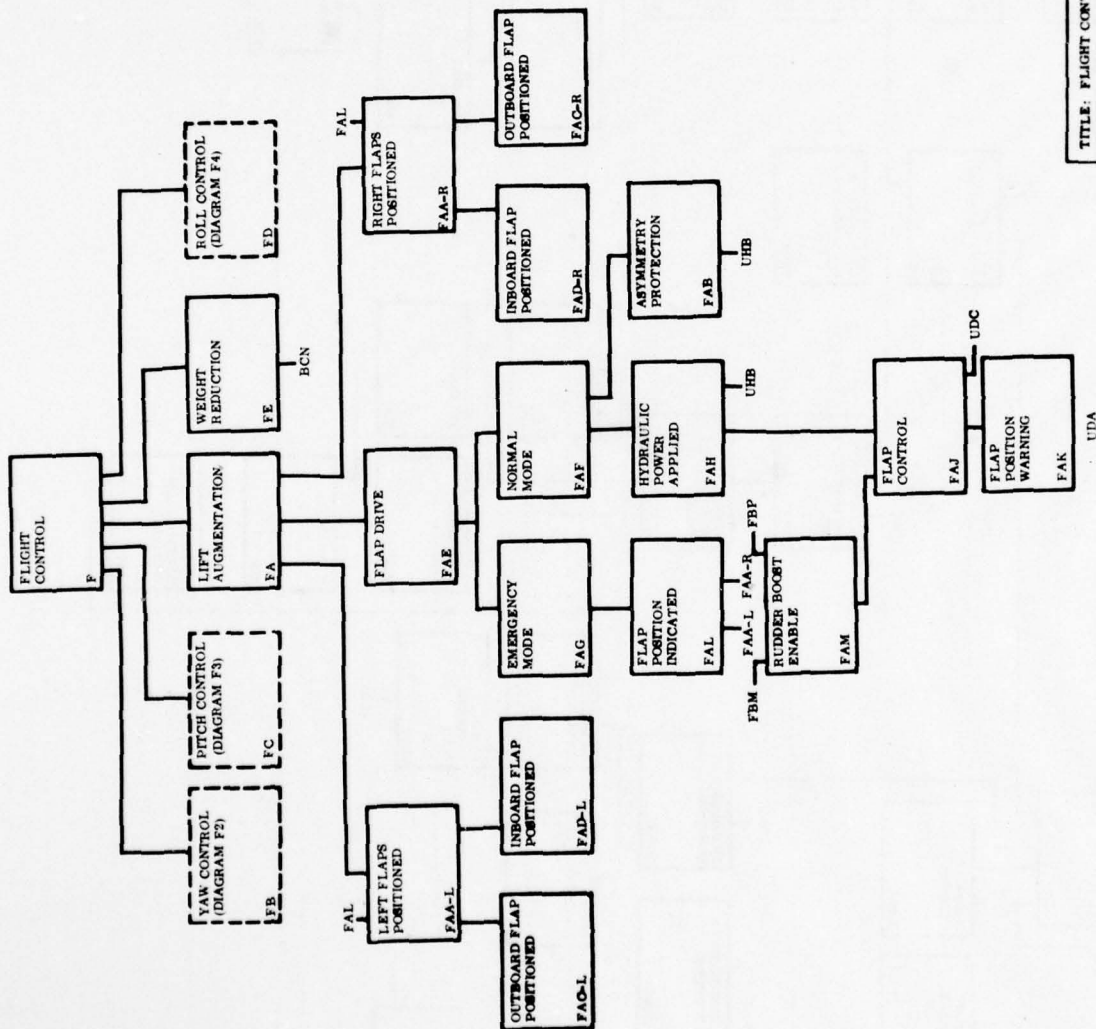 FLIGHT
CONTROL
F
YAW CONTROL
(DIAGRAM F2)
FB
PITCH CONTROL
(DIAGRAM F3)
FC
LIFT
AUGMENTATION
FA
WEIGHT
REDUCTION
FE
BCN
ROLL CONTROL
(DIAGRAM F4)
FD
FAL
LEFT FLAPS
POSITIONED
FAA-L
FLAP DRIVE
FAE
FAL
RIGHT FLAPS
POSITIONED
FAA-R
OUTBOARD FLAP
POSITIONED
FAC-L
INBOARD FLAP
POSITIONED
FAD-L
EMERGENCY
MODE
FAG
NORMAL
MODE
FAF
INBOARD FLAP
POSITIONED
FAD-R
OUTBOARD FLAP
POSITIONED
FAC-R
FLAP
POSITION
INDICATED
FAL
FAA-L
FAA-R
HYDRAULIC
POWER
APPLIED
FAH
UHB
ASYMMETRY
PROTECTION
FAB
UHB
FBM
FBP
RUDDER BOOST
ENABLE
FAM
FLAP
CONTROL
FAJ
UDC
FLAP
POSITION
WARNING
FAK
UDA
TITLE: FLIGHT